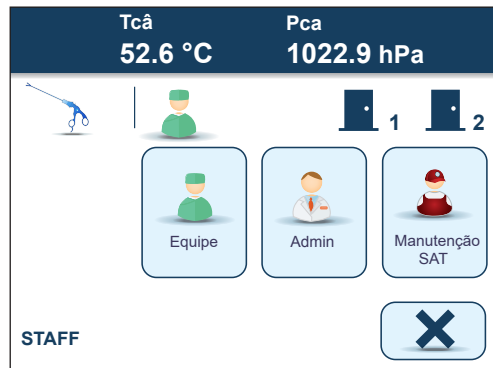 Tcâ Pca
52.6 °C 1022.9 hPa
1 2
Equipe Admin Manutenção
SAT
STAFF